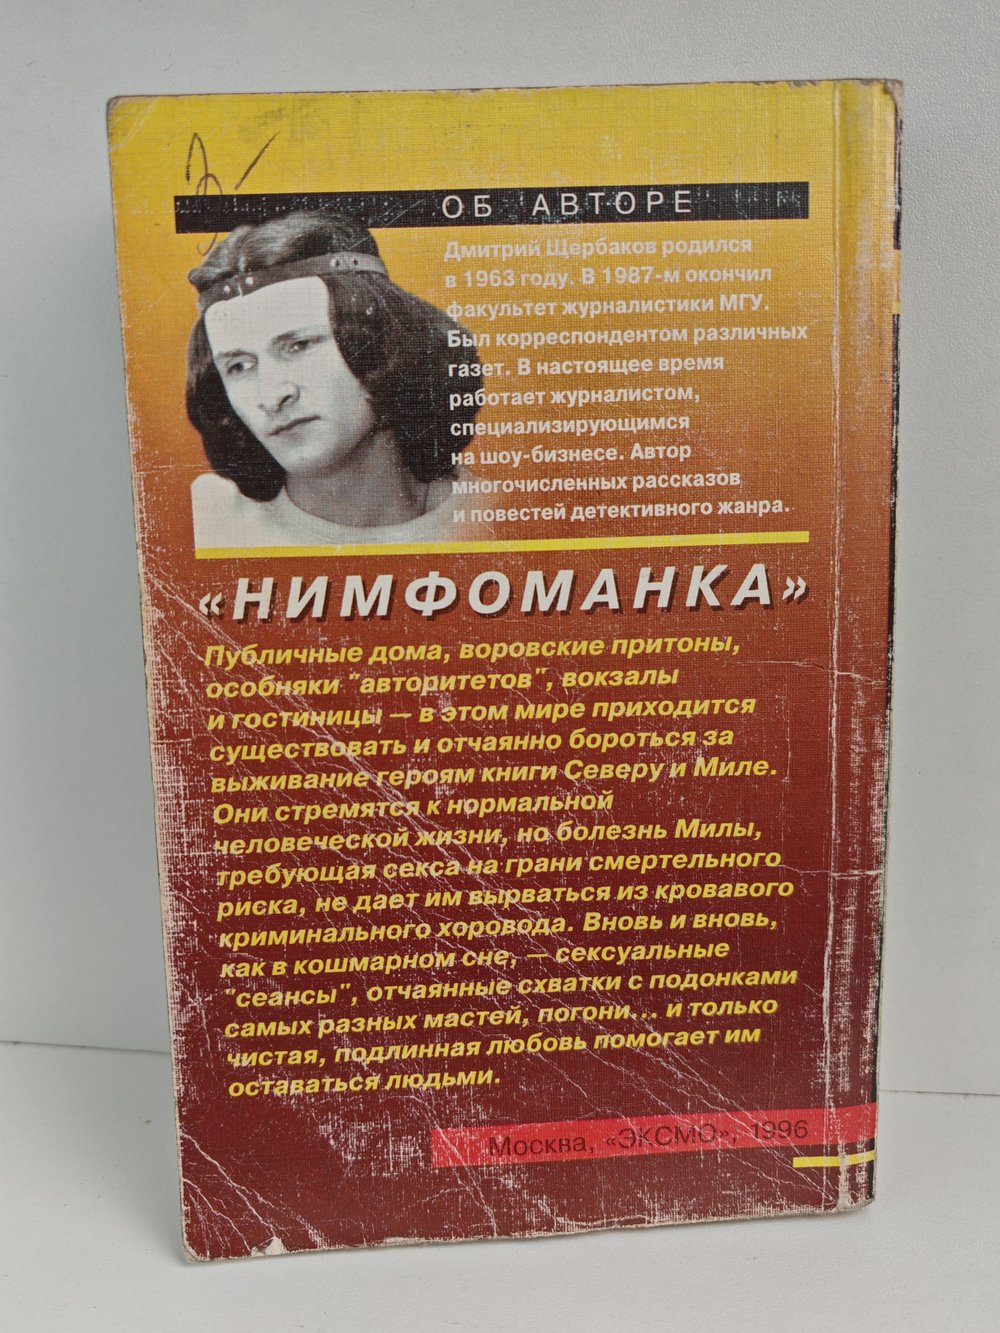 ОБ АВТОРЕ
Дмитрий Щербаков родился
в 1963 году. В 1987-м окончил
факультет журналистики МГУ.
Был корреспондентом различных
газет. В настоящее время
работает журналистом,
специализирующимся
на шоу-бизнесе. Автор
многочисленных рассказов
и повестей детективного жанра.
«НИМФОМАНКА»
Публичные дома, воровские притоны,
особняки "авторитетов", вокзалы
и гостиницы — в этом мире приходится
существовать и отчаянно бороться за
выживание героям книги Северу и Миле.
Они стремятся к нормальной
человеческой жизни, но болезнь Милы,
требующая секса на грани смертельного
риска, не дает им вырваться из кровавого
криминального хоровода. Вновь и вновь,
как в кошмарном сне, — сексуальные
"сеансы", отчаянные схватки с подонками
самых разных мастей, погони... и только
чистая, подлинная любовь помогает им
оставаться людьми.
Москва, «ЭКСМО», 1996